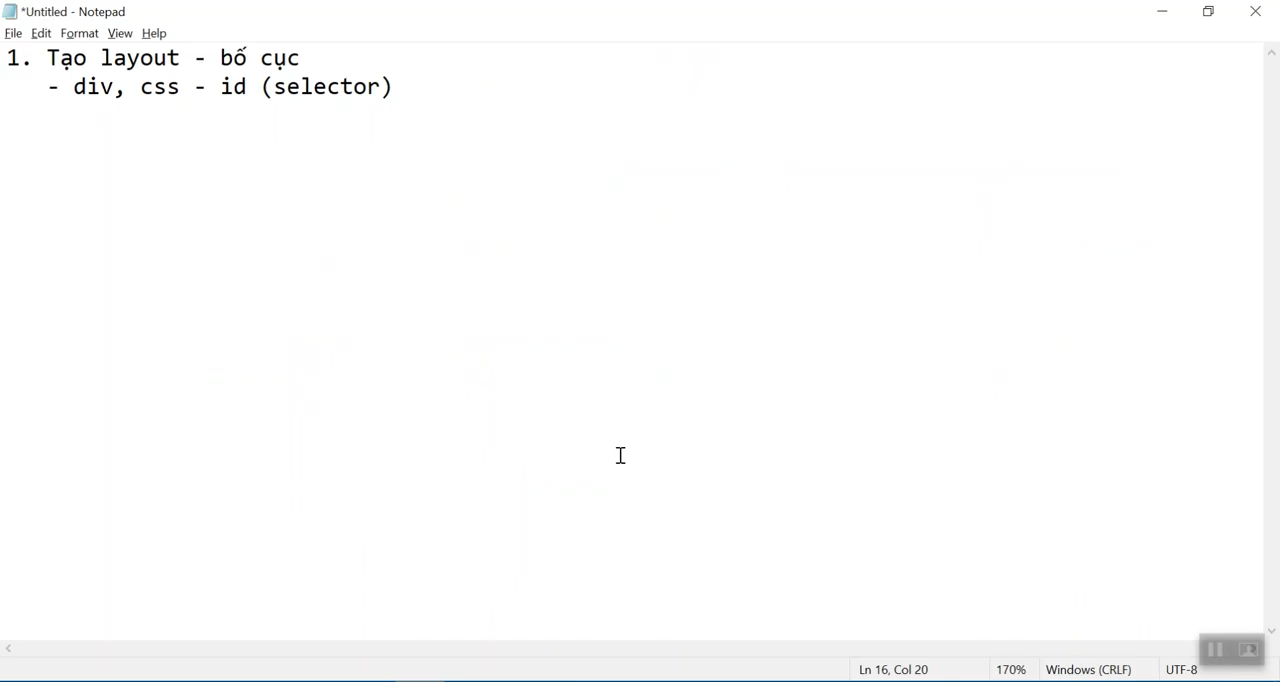 *Untitled - Notepad
File Edit Format View Help
1. Tạo layout - bố cục
- div, css - id (selector)
Ln 16, Col 20 170% Windows (CRLF) UTF-8